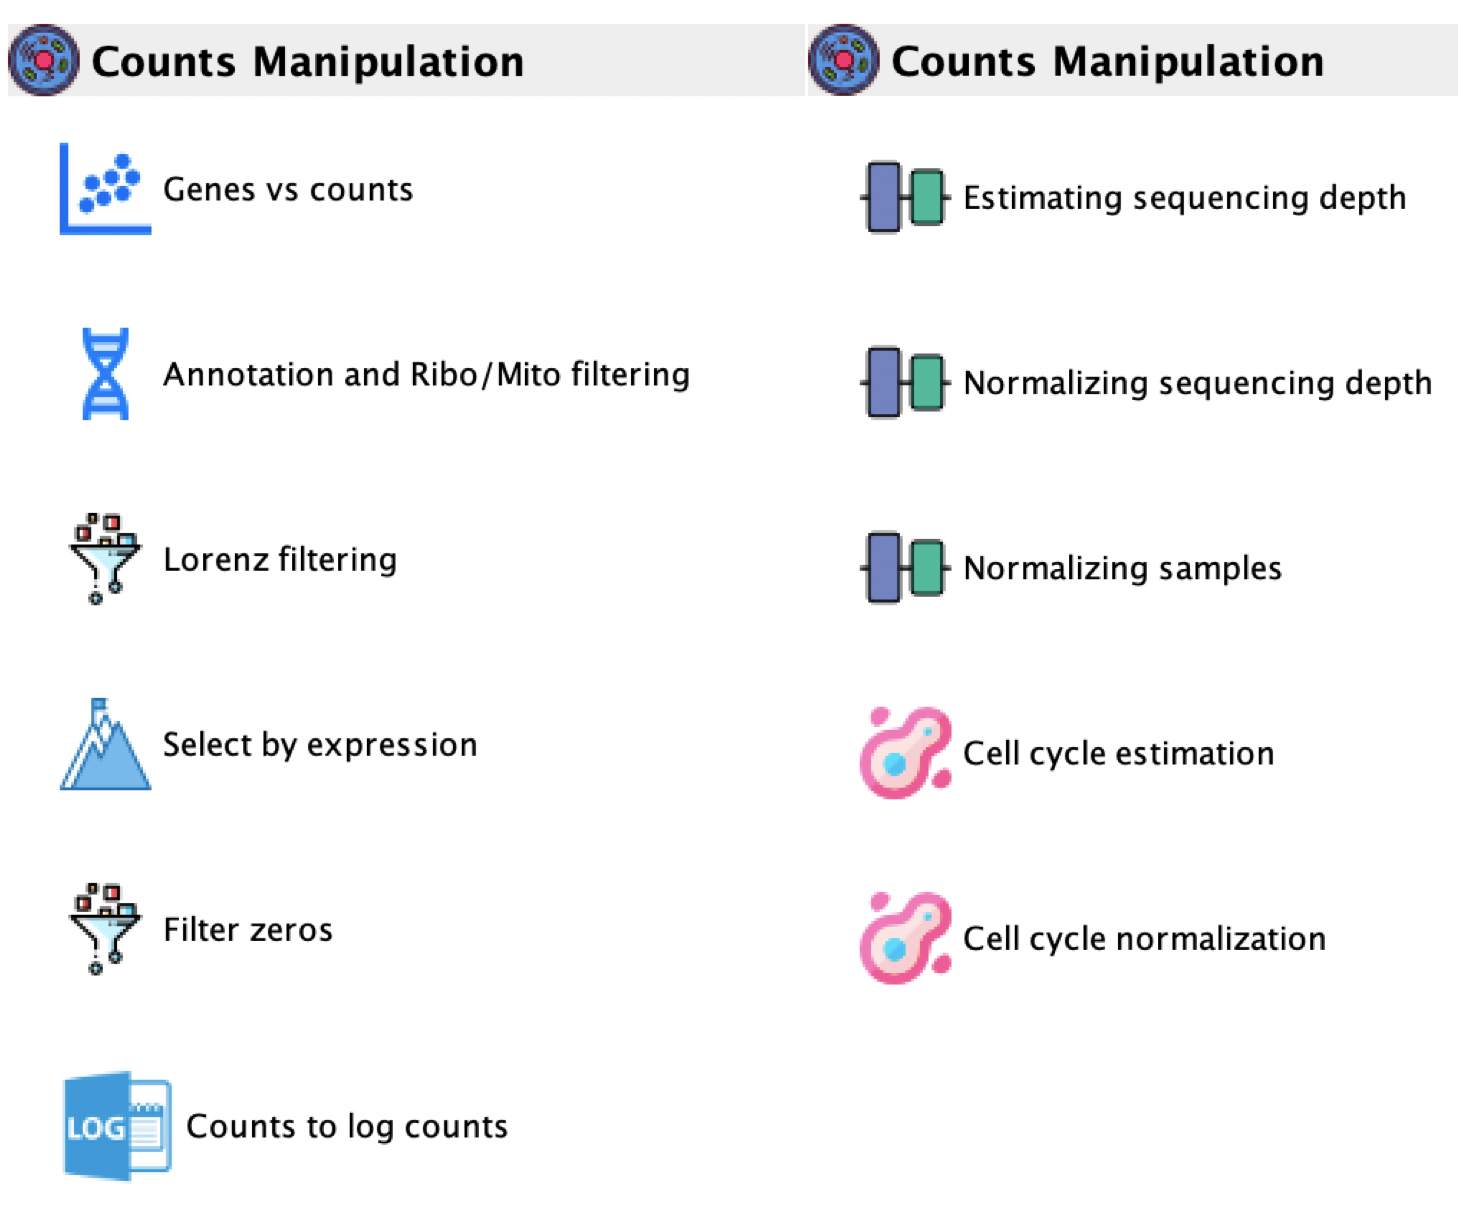 Counts Manipulation
Genes vs counts
Annotation and Ribo/Mito filtering
Lorenz filtering
Select by expression
Filter zeros
LOG
Counts to log counts
Counts Manipulation
Estimating sequencing depth
Normalizing sequencing depth
Normalizing samples
Cell cycle estimation
Cell cycle normalization